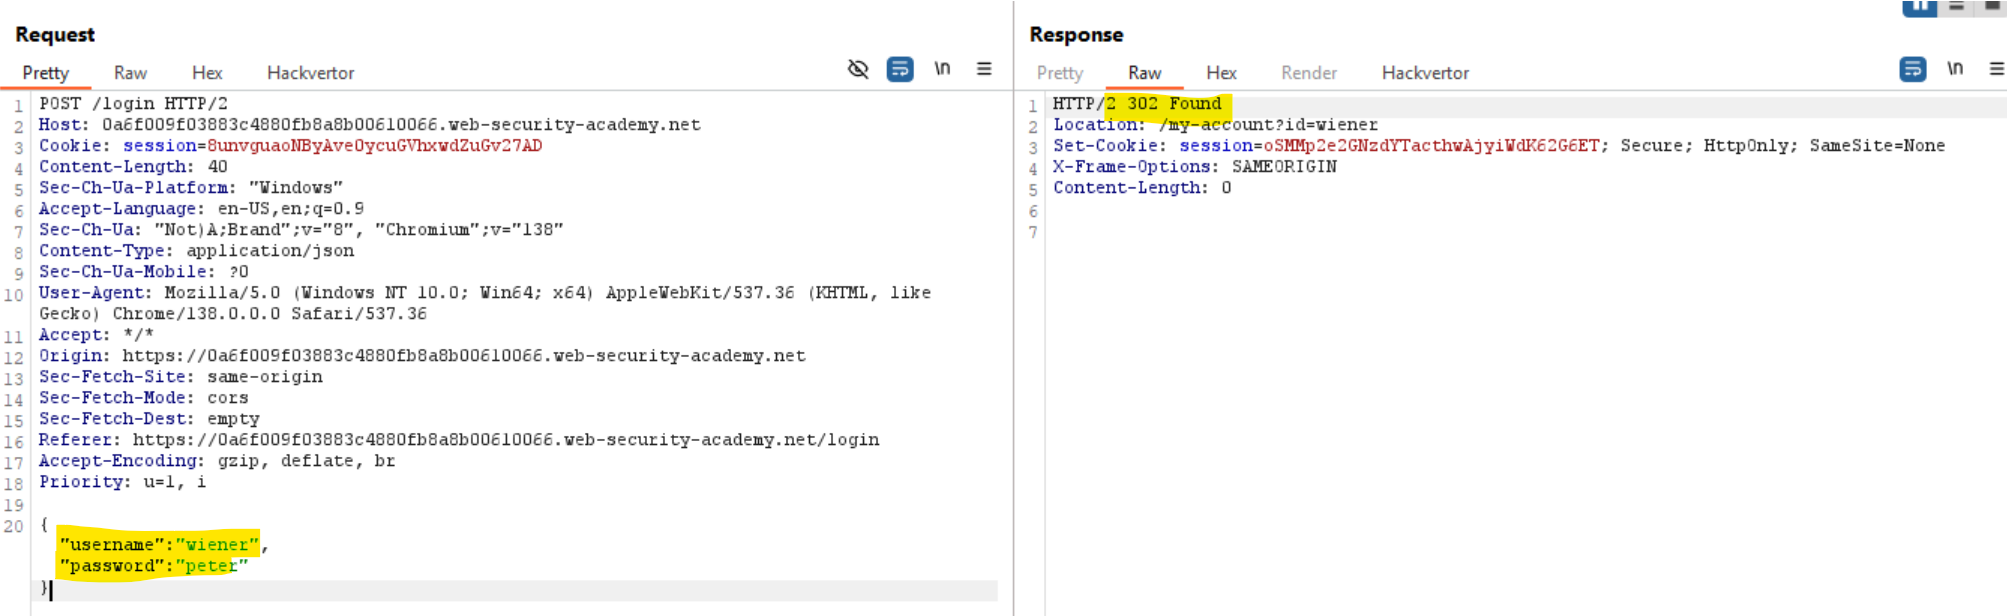 Request
Pretty Raw Hex Hackvertor \n
1 POST /login HTTP/2
2 Host: 0a6f009f03883c4880fb8a8b00610066.web-security-academy.net
3 Cookie: session=8unvguaoNByAve0ycuGVhxwdZuGv27AD
4 Content-Length: 40
5 Sec-Ch-Ua-Platform: "Windows"
6 Accept-Language: en-US,en;q=0.9
7 Sec-Ch-Ua: "Not)A;Brand";v="8", "Chromium";v="138"
8 Content-Type: application/json
9 Sec-Ch-Ua-Mobile: ?0
10 User-Agent: Mozilla/5.0 (Windows NT 10.0; Win64; x64) AppleWebKit/537.36 (KHTML, like
Gecko) Chrome/138.0.0.0 Safari/537.36
11 Accept: */*
12 Origin: https://0a6f009f03883c4880fb8a8b00610066.web-security-academy.net
13 Sec-Fetch-Site: same-origin
14 Sec-Fetch-Mode: cors
15 Sec-Fetch-Dest: empty
16 Referer: https://0a6f009f03883c4880fb8a8b00610066.web-security-academy.net/login
17 Accept-Encoding: gzip, deflate, br
18 Priority: u=1, i
19
20 {
"username":"wiener",
"password":"peter"
}
Response
Pretty Raw Hex Render Hackvertor \n
1 HTTP/2 302 Found
2 Location: /my-account?id=wiener
3 Set-Cookie: session=oSMMp2e2GNzdYTacthwAjyiWdK62G6ET; Secure; HttpOnly; SameSite=None
4 X-Frame-Options: SAMEORIGIN
5 Content-Length: 0
6
7